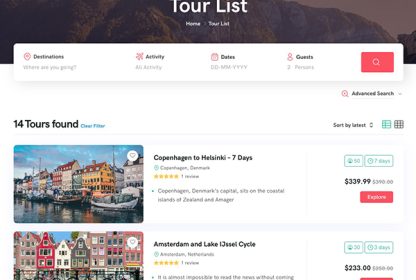 Tour List
Home Tour List
Destinations
Where are you going?
Activity
All Activity
Dates
DD-MM-YYYY
Guests
2 Persons
Advanced Search
14 Tours found Clear Filter
Sort by latest
Copenhagen to Helsinki - 7 Days
Copenhagen, Denmark
1 review
Copenhagen, Denmark's capital, sits on the coastal
islands of Zealand and Amager
50 7 days
$339.99 $390.00
Explore
Amsterdam and Lake IJssel Cycle
Amsterdam, Netherlands
1 review
It is almost impossible to read the news without coming
30 3 days
$233.00 $350.00